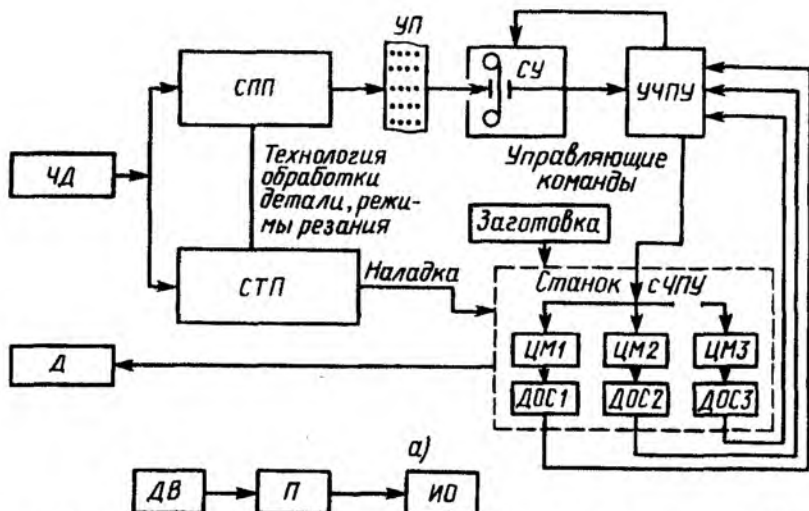 УП
СПП
СУ
УЧПУ
ЧД
Технология
обработки
детали, режи-
мы резания
Управляющие
команды
Заготовка
СТП
Наладка
Станок с ЧПУ
Д
ЦМ1
ЦМ2
ЦМ3
ДОС1
ДОС2
ДОС3
а)
ДВ
П
ИО